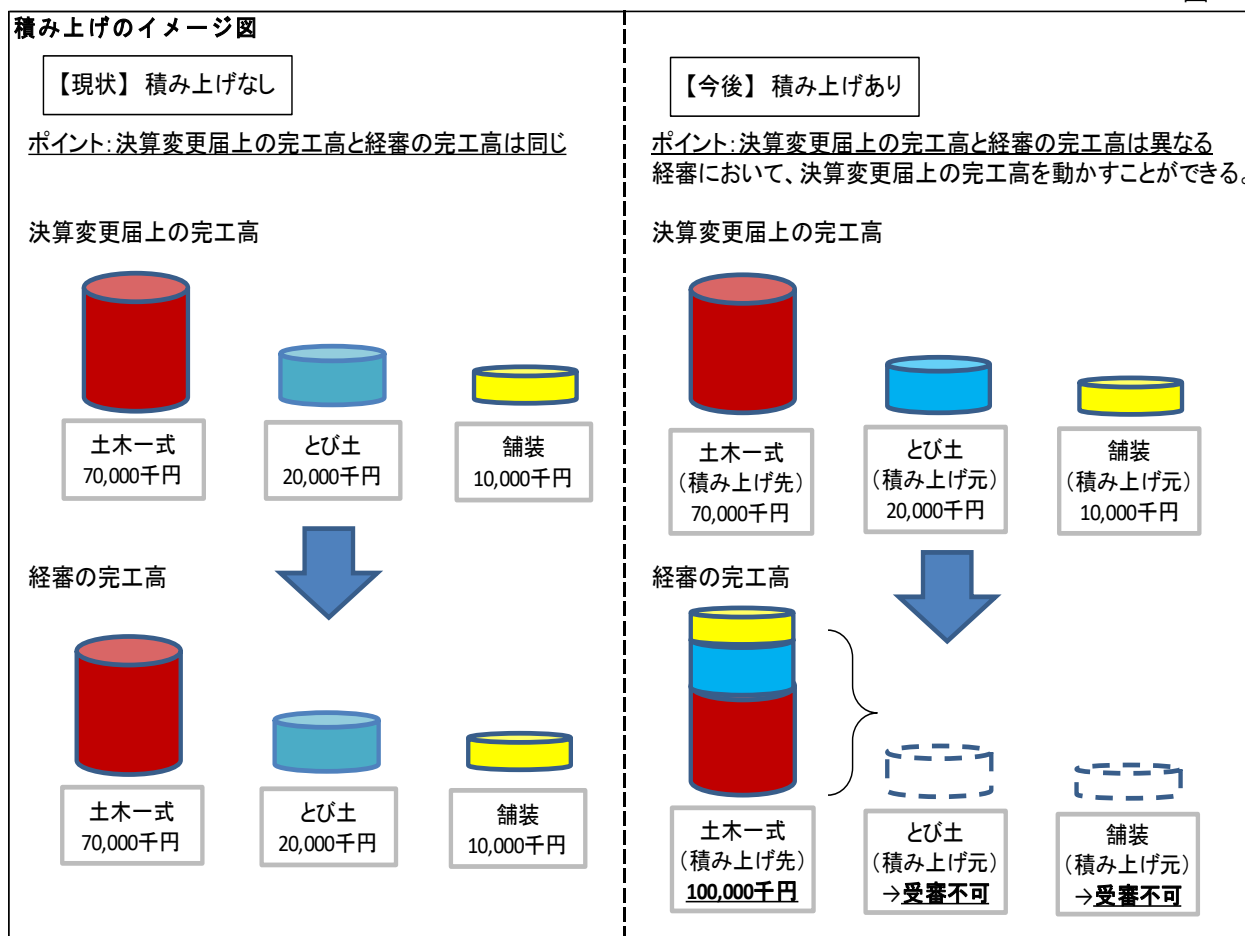 積み上げのイメージ図
【現状】 積み上げなし
ポイント：決算変更届上の完工高と経審の完工高は同じ
決算変更届上の完工高
土木一式
70,000千円
とび土
20,000千円
舗装
10,000千円
経審の完工高
土木一式
70,000千円
とび土
20,000千円
舗装
10,000千円
【今後】 積み上げあり
ポイント：決算変更届上の完工高と経審の完工高は異なる
経審において、決算変更届上の完工高を動かすことができる。
決算変更届上の完工高
土木一式
（積み上げ先）
70,000千円
とび土
（積み上げ元）
20,000千円
舗装
（積み上げ元）
10,000千円
経審の完工高
土木一式
（積み上げ先）
100,000千円
とび土
（積み上げ元）
→受審不可
舗装
（積み上げ元）
→受審不可